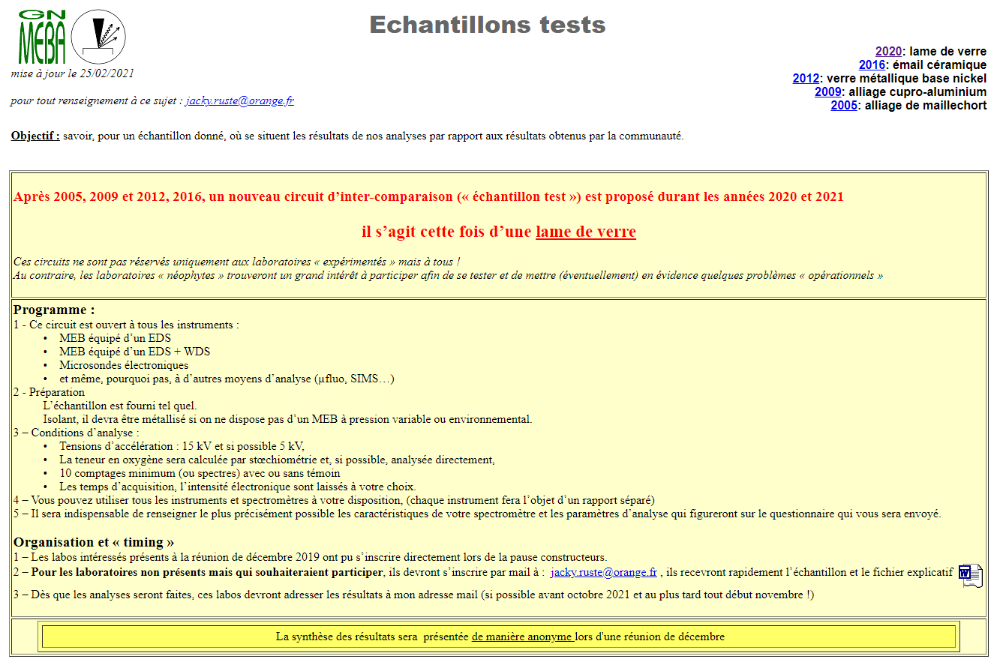 GN
MEBA
Echantillons tests
mise à jour le 25/02/2021
pour tout renseignement à ce sujet : jacky.ruste@orange.fr
2020: lame de verre
2016: émail céramique
2012: verre métallique base nickel
2009: alliage cupro-aluminium
2005: alliage de maillechort
Objectif : savoir, pour un échantillon donné, où se situent les résultats de nos analyses par rapport aux résultats obtenus par la communauté.
Après 2005, 2009 et 2012, 2016, un nouveau circuit d’inter-comparaison (« échantillon test ») est proposé durant les années 2020 et 2021
il s’agit cette fois d’une lame de verre
Ces circuits ne sont pas réservés uniquement aux laboratoires « expérimentés » mais à tous !
Au contraire, les laboratoires « néophytes » trouveront un grand intérêt à participer afin de se tester et de mettre (éventuellement) en évidence quelques problèmes « opérationnels »
Programme :
1 - Ce circuit est ouvert à tous les instruments :
• MEB équipé d’un EDS
• MEB équipé d’un EDS + WDS
• Microsondes électroniques
• et même, pourquoi pas, à d’autres moyens d’analyse (µfluo, SIMS…)
2 - Préparation
L’échantillon est fourni tel quel.
Isolant, il devra être métallisé si on ne dispose pas d’un MEB à pression variable ou environnemental.
3 – Conditions d’analyse :
• Tensions d’accélération : 15 kV et si possible 5 kV,
• La teneur en oxygène sera calculée par stœchiométrie et, si possible, analysée directement,
• 10 comptages minimum (ou spectres) avec ou sans témoin
• Les temps d’acquisition, l’intensité électronique sont laissés à votre choix.
4 – Vous pouvez utiliser tous les instruments et spectromètres à votre disposition, (chaque instrument fera l’objet d’un rapport séparé)
5 – Il sera indispensable de renseigner le plus précisément possible les caractéristiques de votre spectromètre et les paramètres d’analyse qui figureront sur le questionnaire qui vous sera envoyé.
Organisation et « timing »
1 – Les labos intéressés présents à la réunion de décembre 2019 ont pu s’inscrire directement lors de la pause constructeurs.
2 – Pour les laboratoires non présents mais qui souhaiteraient participer, ils devront s’inscrire par mail à : jacky.ruste@orange.fr , ils recevront rapidement l’échantillon et le fichier explicatif W
3 – Dès que les analyses seront faites, ces labos devront adresser les résultats à mon adresse mail (si possible avant octobre 2021 et au plus tard tout début novembre !)
La synthèse des résultats sera présentée de manière anonyme lors d'une réunion de décembre